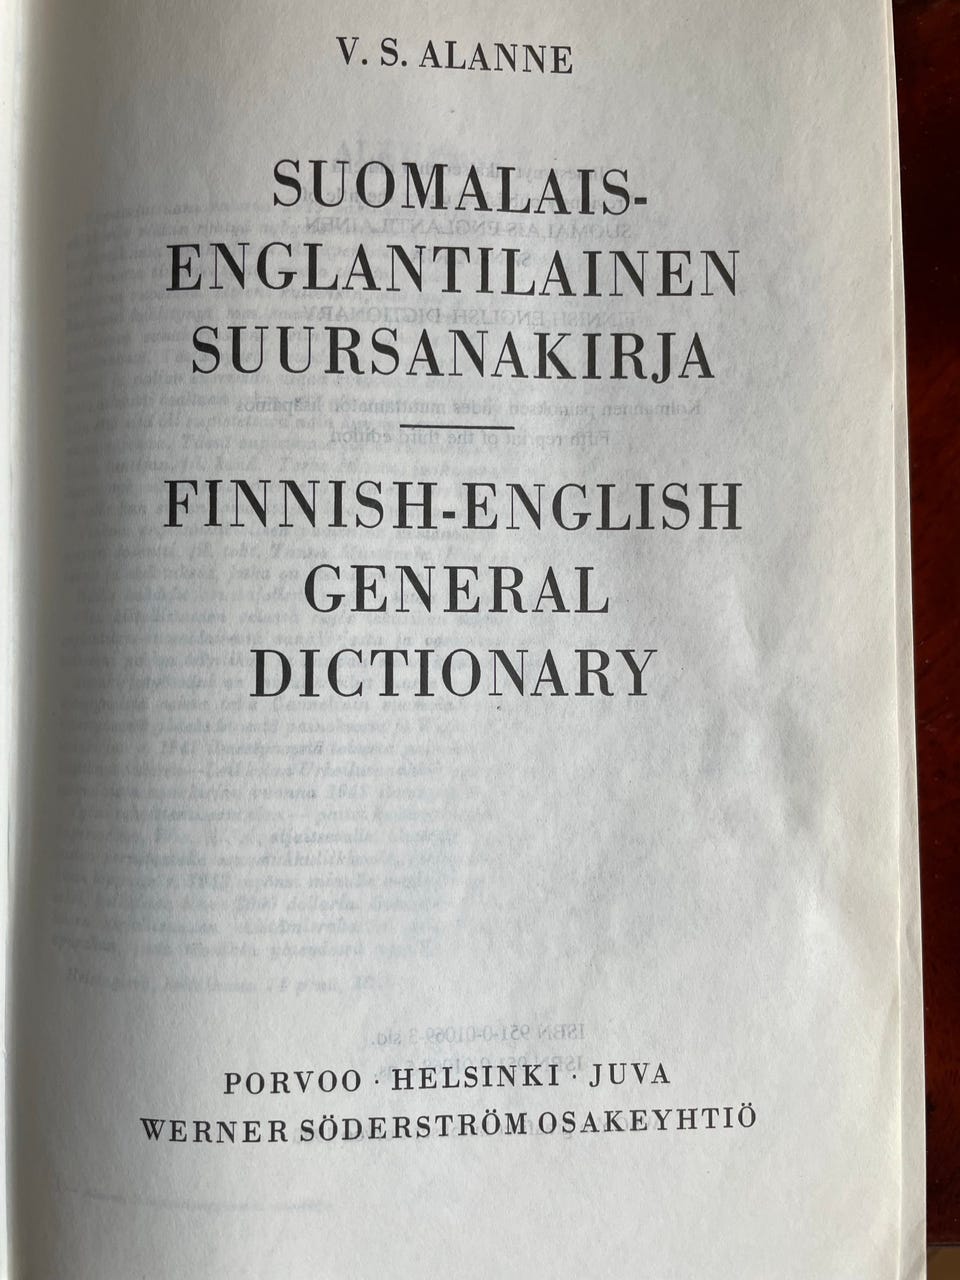 V. S. ALANNE
SUOMALAIS-
ENGLANTILAINEN
SUURSANAKIRJA
FINNISH-ENGLISH
GENERAL
DICTIONARY
PORVOO · HELSINKI · JUVA
WERNER SÖDERSTRÖM OSAKEYHTIÖ